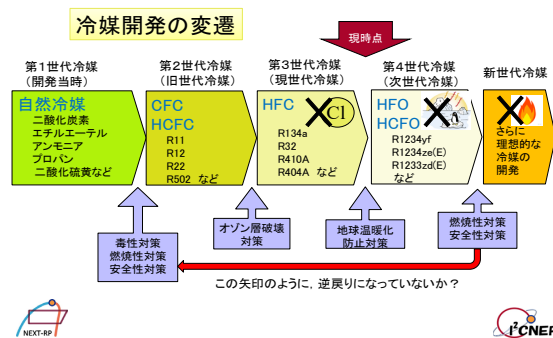 冷媒開発の変遷
現時点
第1世代冷媒
(開発当時)
第2世代冷媒
(旧世代冷媒)
第3世代冷媒
(現世代冷媒)
第4世代冷媒
(次世代冷媒)
新世代冷媒
自然冷媒
二酸化炭素
エチルエーテル
アンモニア
プロパン
二酸化硫黄など
CFC
HCFC
R11
R12
R22
R502 など
HFC
Cl
R134a
R32
R410A
R404A など
HFO
HCFO
R1234yf
R1234ze(E)
R1233zd(E)
など
さらに
理想的な
冷媒の
開発
毒性対策
燃焼性対策
安全性対策
オゾン層破壊
対策
地球温暖化
防止対策
燃焼性対策
安全性対策
この矢印のように，逆戻りになっていないか？
NEXT-RP
I²CNER